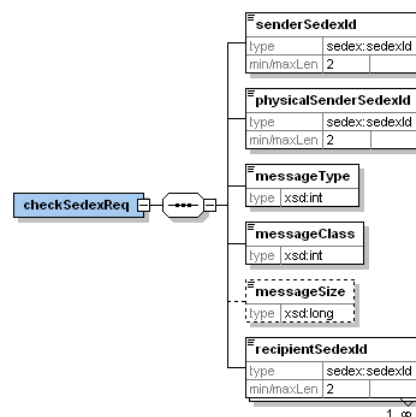 senderSedexId
type sedex:sedexId
min/maxLen 2
physicalSenderSedexId
type sedex:sedexId
min/maxLen 2
messageType
type xsd:int
checkSedexReq
messageClass
type xsd:int
messageSize
type xsd:long
recipientSedexId
type sedex:sedexId
min/maxLen 2
1..∞